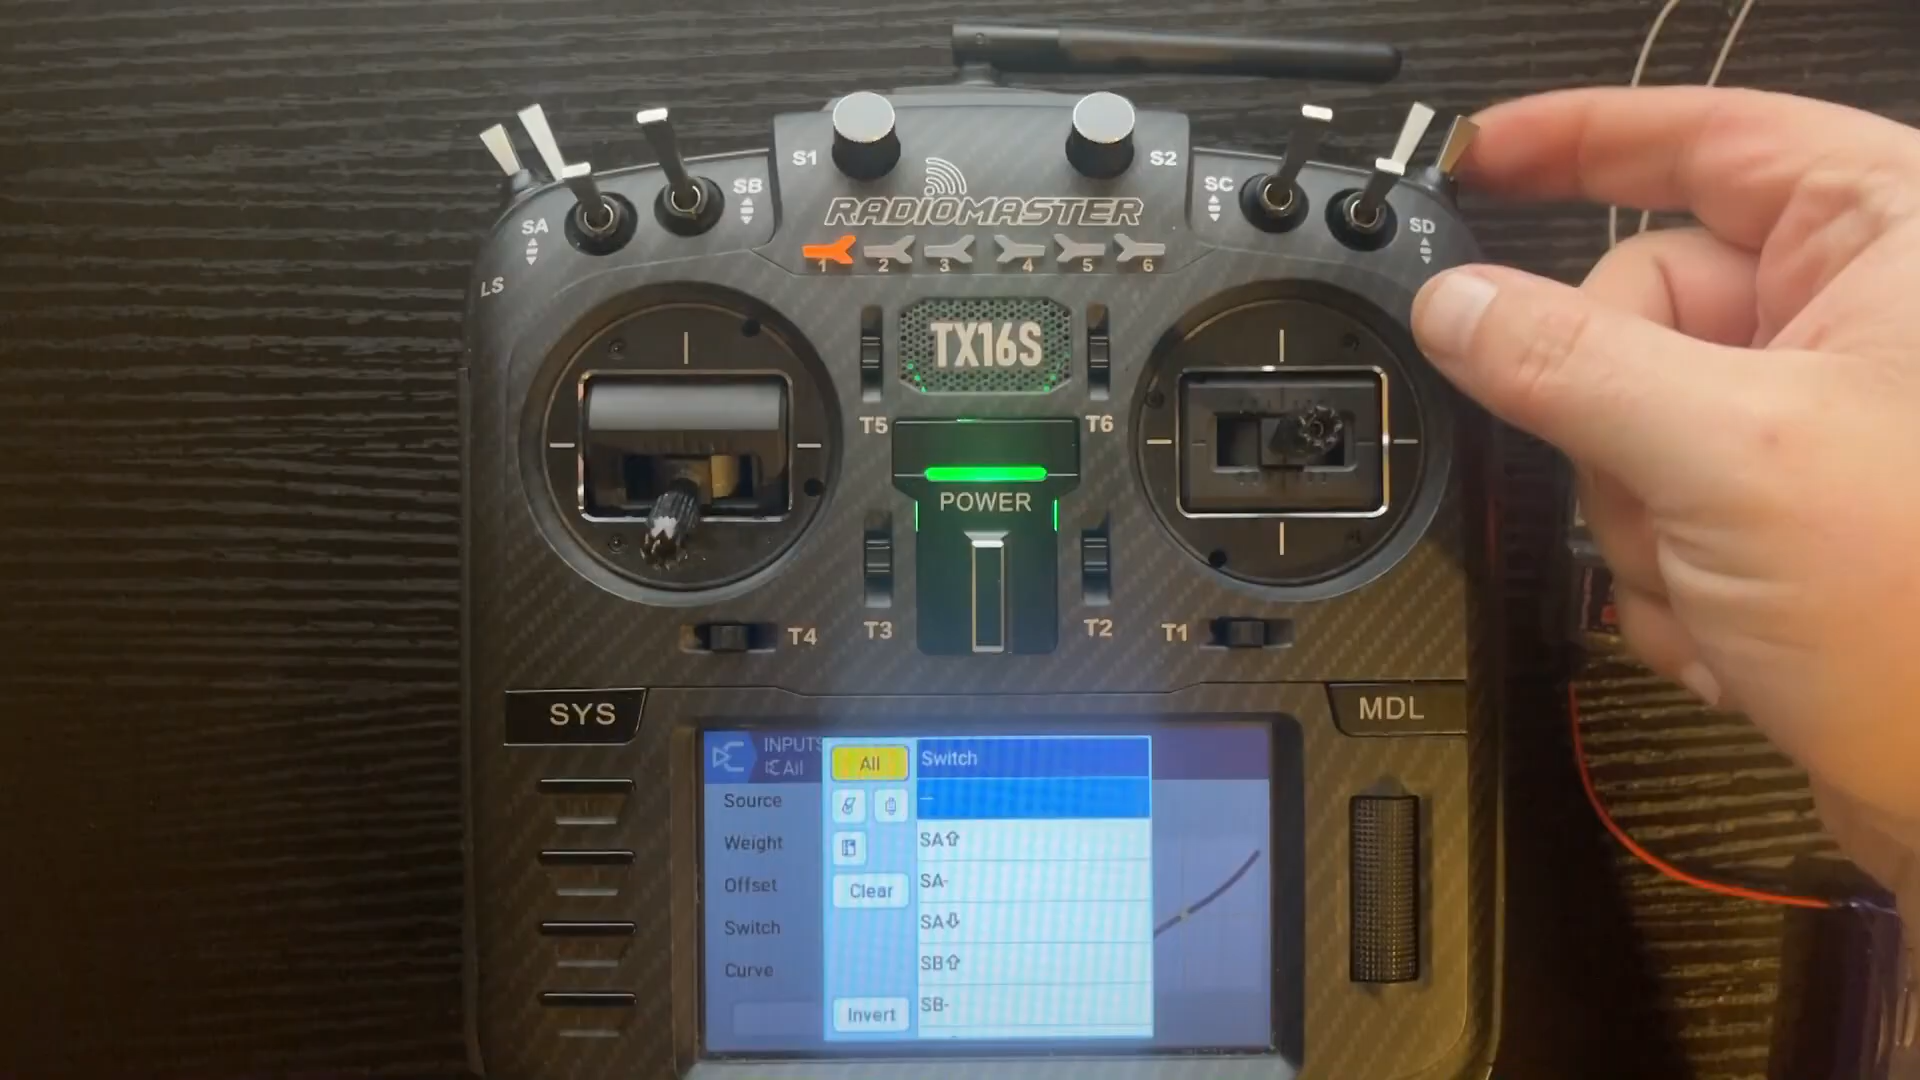 S1
S2
SB
SC
SA
SD
LS
RADIOMASTER
1 2 3 4 5 6
TX16S
T5
T6
POWER
T4
T3
T2
T1
SYS
MDL
INPUTS
All
Source
Weight
Offset
Switch
Curve
All
Clear
Invert
Switch
---
SA⇧
SA-
SA⇩
SB⇧
SB-